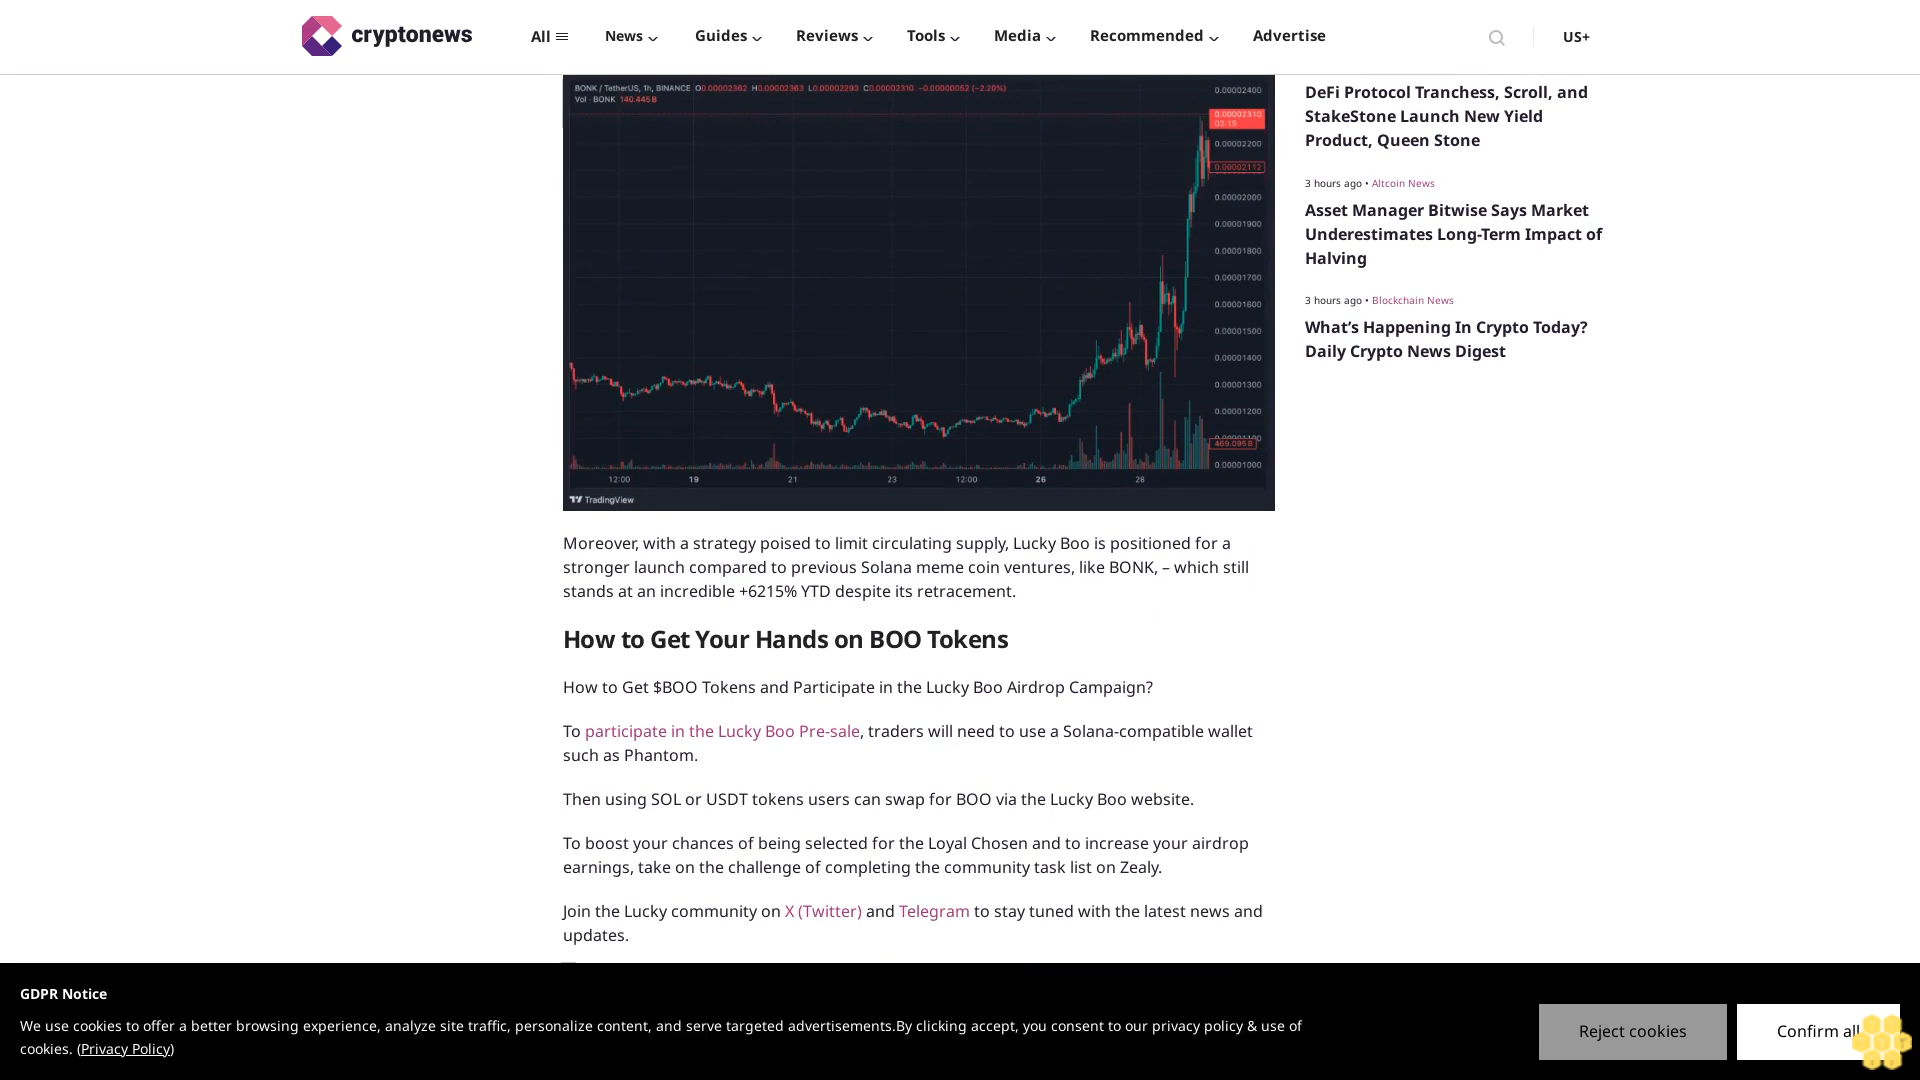 cryptonews
All
News
Guides
Reviews
Tools
Media
Recommended
Advertise
US+
BONK / TetherUS, 1h, BINANCE O0.00002362 H0.00002363 L0.00002293 C0.00002310 −0.00000052 (−2.20%)
Vol · BONK 140.445B
0.00002400
0.00002310
03:19
0.00002200
0.00002112
0.00002000
0.00001900
0.00001800
0.00001700
0.00001600
0.00001500
0.00001400
0.00001300
0.00001200
0.00001100
469.095B
0.00001000
12:00
19
21
23
12:00
26
28
TradingView
Moreover, with a strategy poised to limit circulating supply, Lucky Boo is positioned for a
stronger launch compared to previous Solana meme coin ventures, like BONK, – which still
stands at an incredible +6215% YTD despite its retracement.
How to Get Your Hands on BOO Tokens
How to Get $BOO Tokens and Participate in the Lucky Boo Airdrop Campaign?
To participate in the Lucky Boo Pre-sale, traders will need to use a Solana-compatible wallet
such as Phantom.
Then using SOL or USDT tokens users can swap for BOO via the Lucky Boo website.
To boost your chances of being selected for the Loyal Chosen and to increase your airdrop
earnings, take on the challenge of completing the community task list on Zealy.
Join the Lucky community on X (Twitter) and Telegram to stay tuned with the latest news and
updates.
DeFi Protocol Tranchess, Scroll, and
StakeStone Launch New Yield
Product, Queen Stone
3 hours ago • Altcoin News
Asset Manager Bitwise Says Market
Underestimates Long-Term Impact of
Halving
3 hours ago • Blockchain News
What’s Happening In Crypto Today?
Daily Crypto News Digest
GDPR Notice
We use cookies to offer a better browsing experience, analyze site traffic, personalize content, and serve targeted advertisements.By clicking accept, you consent to our privacy policy & use of
cookies. (Privacy Policy)
Reject cookies
Confirm all